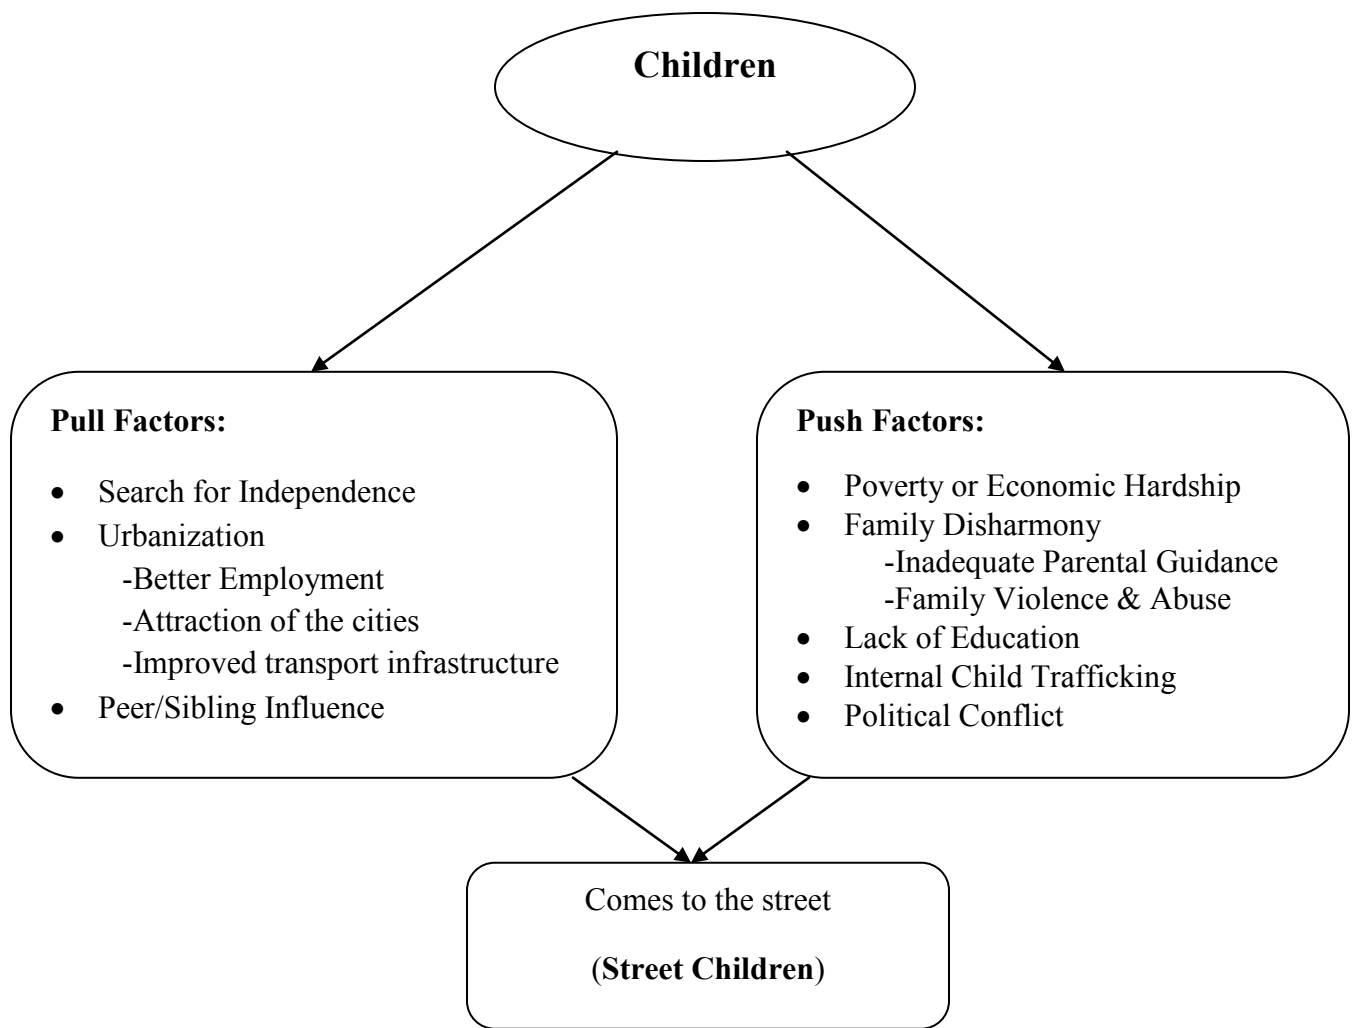 Children
Pull Factors:
• Search for Independence
• Urbanization
-Better Employment
-Attraction of the cities
-Improved transport infrastructure
• Peer/Sibling Influence
Push Factors:
• Poverty or Economic Hardship
• Family Disharmony
-Inadequate Parental Guidance
-Family Violence & Abuse
• Lack of Education
• Internal Child Trafficking
• Political Conflict
Comes to the street
(Street Children)